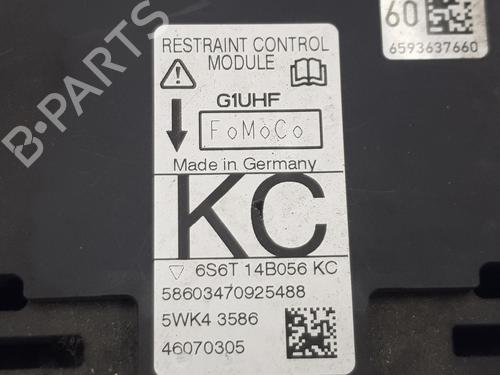 RESTRAINT CONTROL
MODULE
G1UHF
FoMoCo
Made in Germany
KC
6S6T 14B056 KC
58603470925488
5WK4 3586
46070305
60
6593637660
B-PARTS